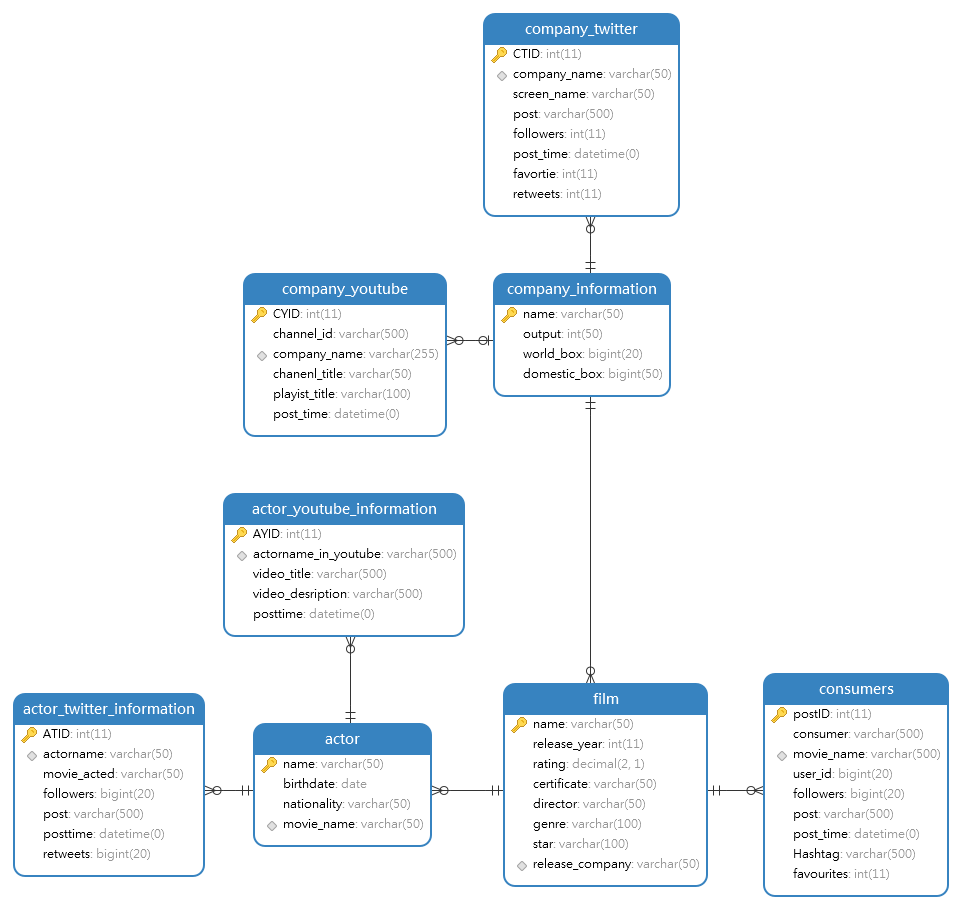 company_twitter
CTID: int(11)
company_name: varchar(50)
screen_name: varchar(50)
post: varchar(500)
followers: int(11)
post_time: datetime(0)
favortie: int(11)
retweets: int(11)
company_youtube
CYID: int(11)
channel_id: varchar(500)
company_name: varchar(255)
chanenl_title: varchar(50)
playist_title: varchar(100)
post_time: datetime(0)
company_information
name: varchar(50)
output: int(50)
world_box: bigint(20)
domestic_box: bigint(50)
actor_youtube_information
AYID: int(11)
actorname_in_youtube: varchar(500)
video_title: varchar(500)
video_desription: varchar(500)
posttime: datetime(0)
actor_twitter_information
ATID: int(11)
actorname: varchar(50)
movie_acted: varchar(50)
followers: bigint(20)
post: varchar(500)
posttime: datetime(0)
retweets: bigint(20)
actor
name: varchar(50)
birthdate: date
nationality: varchar(50)
movie_name: varchar(50)
film
name: varchar(50)
release_year: int(11)
rating: decimal(2, 1)
certificate: varchar(50)
director: varchar(50)
genre: varchar(100)
star: varchar(100)
release_company: varchar(50)
consumers
postID: int(11)
consumer: varchar(500)
movie_name: varchar(500)
user_id: bigint(20)
followers: bigint(20)
post: varchar(500)
post_time: datetime(0)
Hashtag: varchar(500)
favourites: int(11)